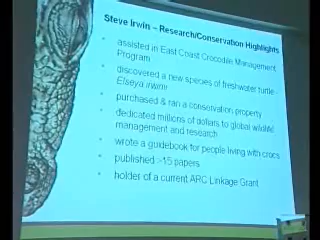 Steve Irwin – Research/Conservation Highlights
• assisted in East Coast Crocodile Management
Program
• discovered a new species of freshwater turtle -
Elseya irwini
• purchased & ran a conservation property
• dedicated millions of dollars to global wildlife
management and research
• wrote a guidebook for people living with crocs
• published >15 papers
• holder of a current ARC Linkage Grant